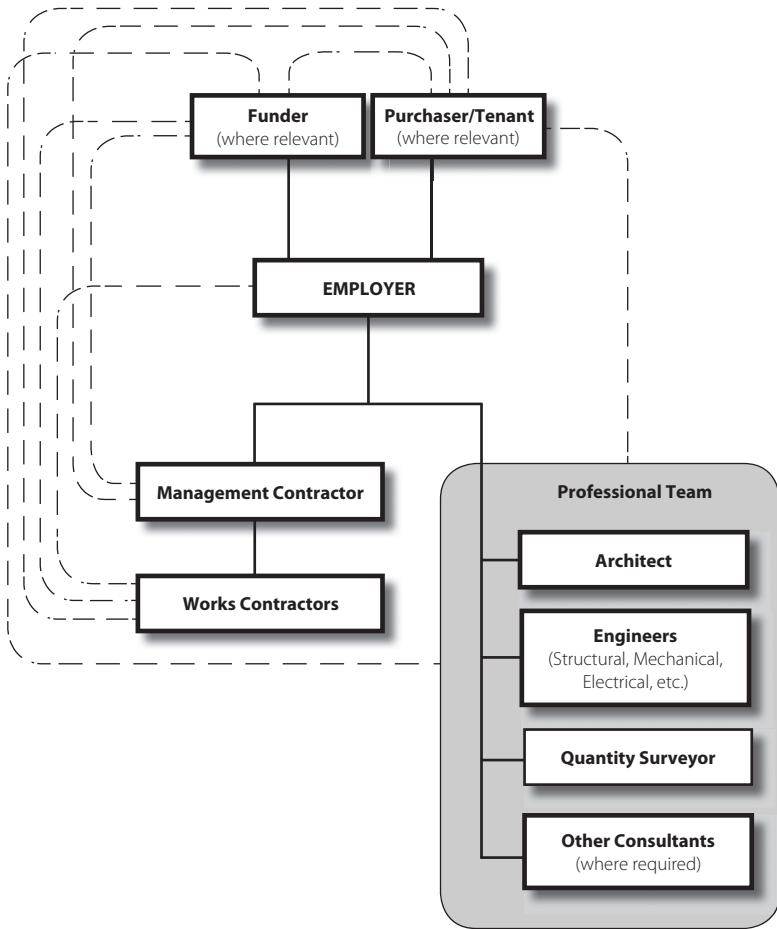 Funder
(where relevant)
Purchaser/Tenant
(where relevant)
EMPLOYER
Management Contractor
Works Contractors
Professional Team
Architect
Engineers
(Structural, Mechanical,
Electrical, etc.)
Quantity Surveyor
Other Consultants
(where required)